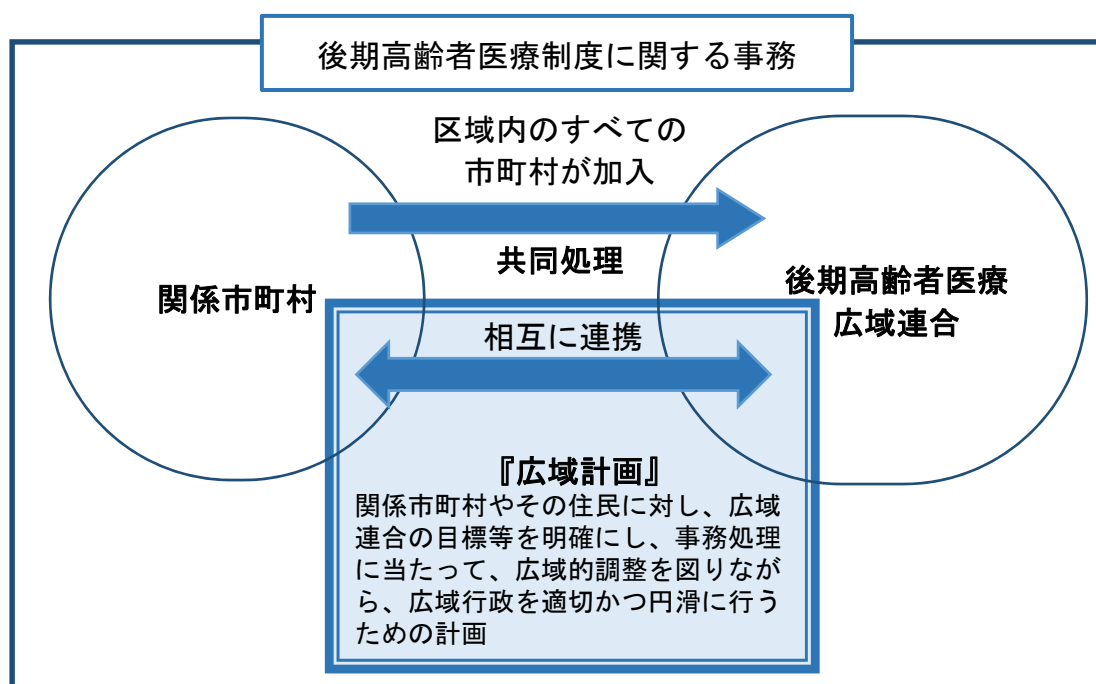 後期高齢者医療制度に関する事務
区域内のすべての
市町村が加入
共同処理
関係市町村
後期高齢者医療
広域連合
相互に連携
『広域計画』
関係市町村やその住民に対し、広域
連合の目標等を明確にし、事務処理
に当たって、広域的調整を図りなが
ら、広域行政を適切かつ円滑に行う
ための計画